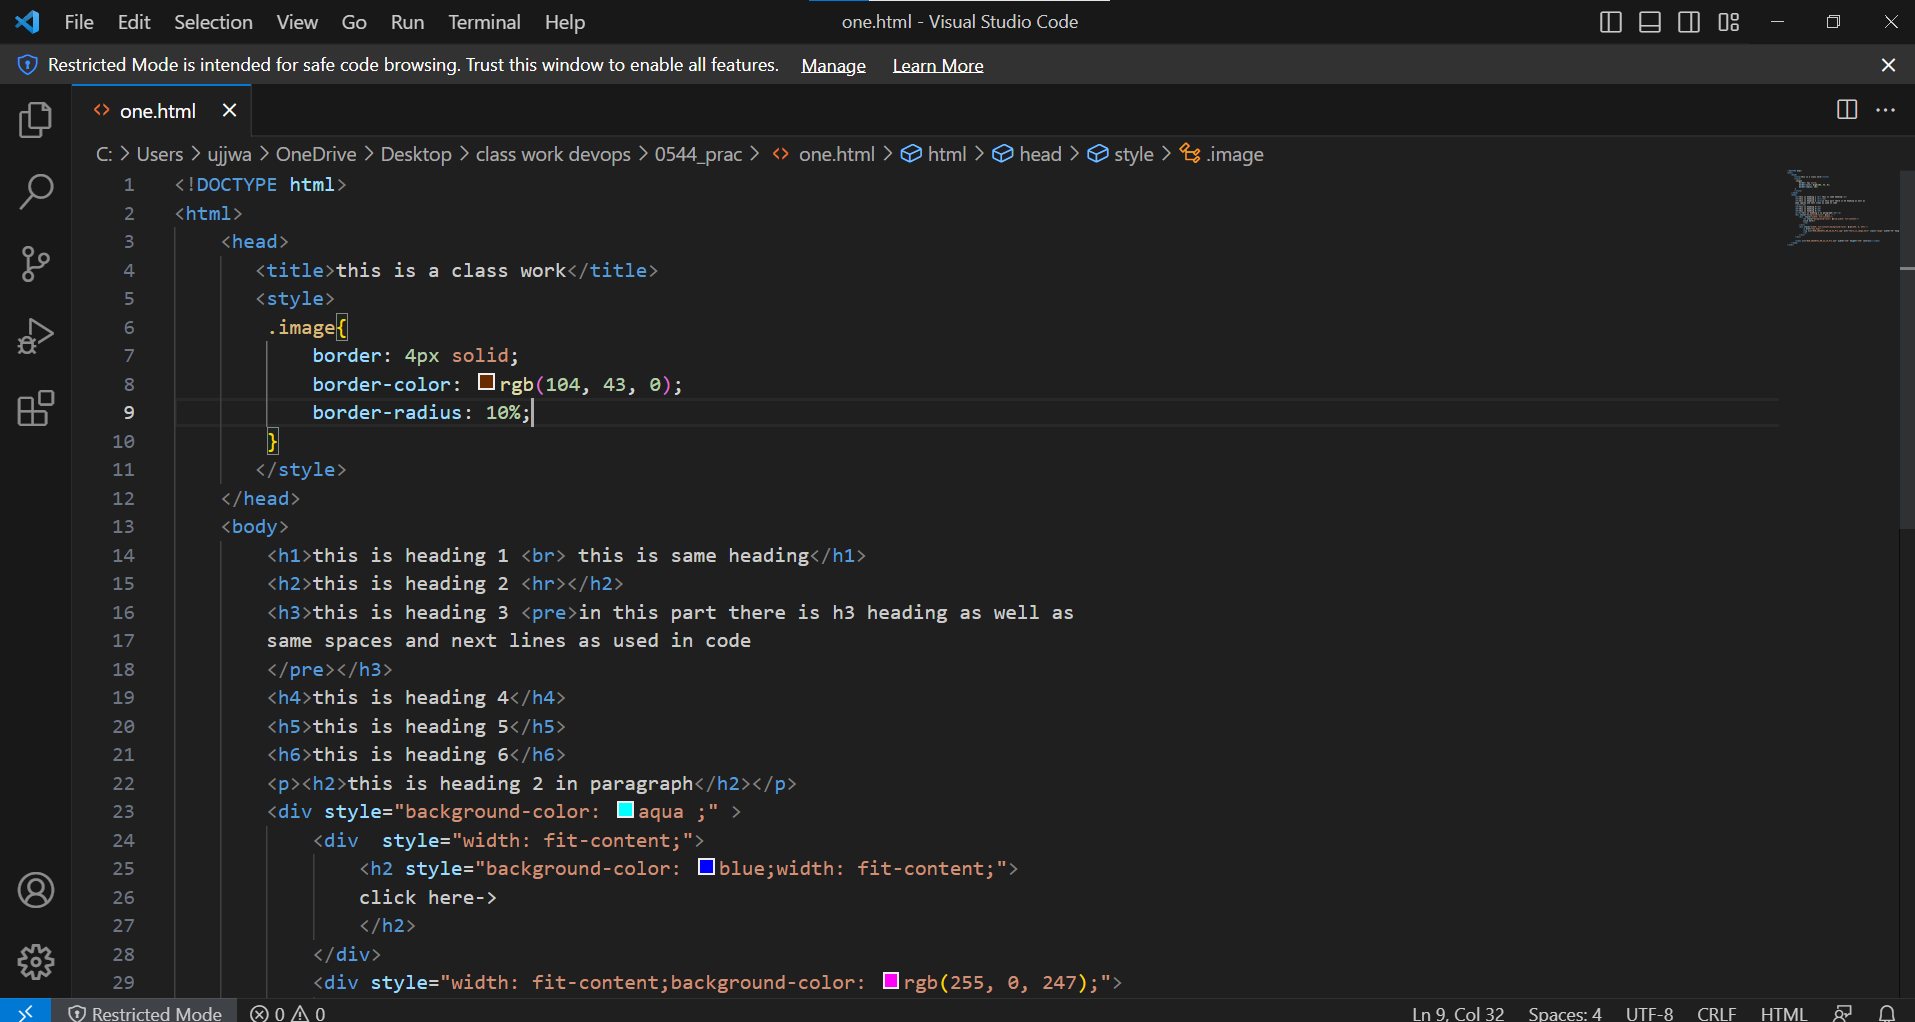 File Edit Selection View Go Run Terminal Help one.html - Visual Studio Code
Restricted Mode is intended for safe code browsing. Trust this window to enable all features. Manage Learn More
one.html
C: > Users > ujjwa > OneDrive > Desktop > class work devops > 0544_prac > one.html > html > head > style > .image
1 <!DOCTYPE html>
2 <html>
3 <head>
4 <title>this is a class work</title>
5 <style>
6 .image{
7 border: 4px solid;
8 border-color: rgb(104, 43, 0);
9 border-radius: 10%;
10 }
11 </style>
12 </head>
13 <body>
14 <h1>this is heading 1 <br> this is same heading</h1>
15 <h2>this is heading 2 <hr></h2>
16 <h3>this is heading 3 <pre>in this part there is h3 heading as well as
17 same spaces and next lines as used in code
18 </pre></h3>
19 <h4>this is heading 4</h4>
20 <h5>this is heading 5</h5>
21 <h6>this is heading 6</h6>
22 <p><h2>this is heading 2 in paragraph</h2></p>
23 <div style="background-color: aqua ;" >
24 <div  style="width: fit-content;">
25 <h2 style="background-color: blue;width: fit-content;">
26 click here->
27 </h2>
28 </div>
29 <div style="width: fit-content;background-color: rgb(255, 0, 247);">
Restricted Mode 0 0 Ln 9, Col 32 Spaces: 4 UTF-8 CRLF HTML